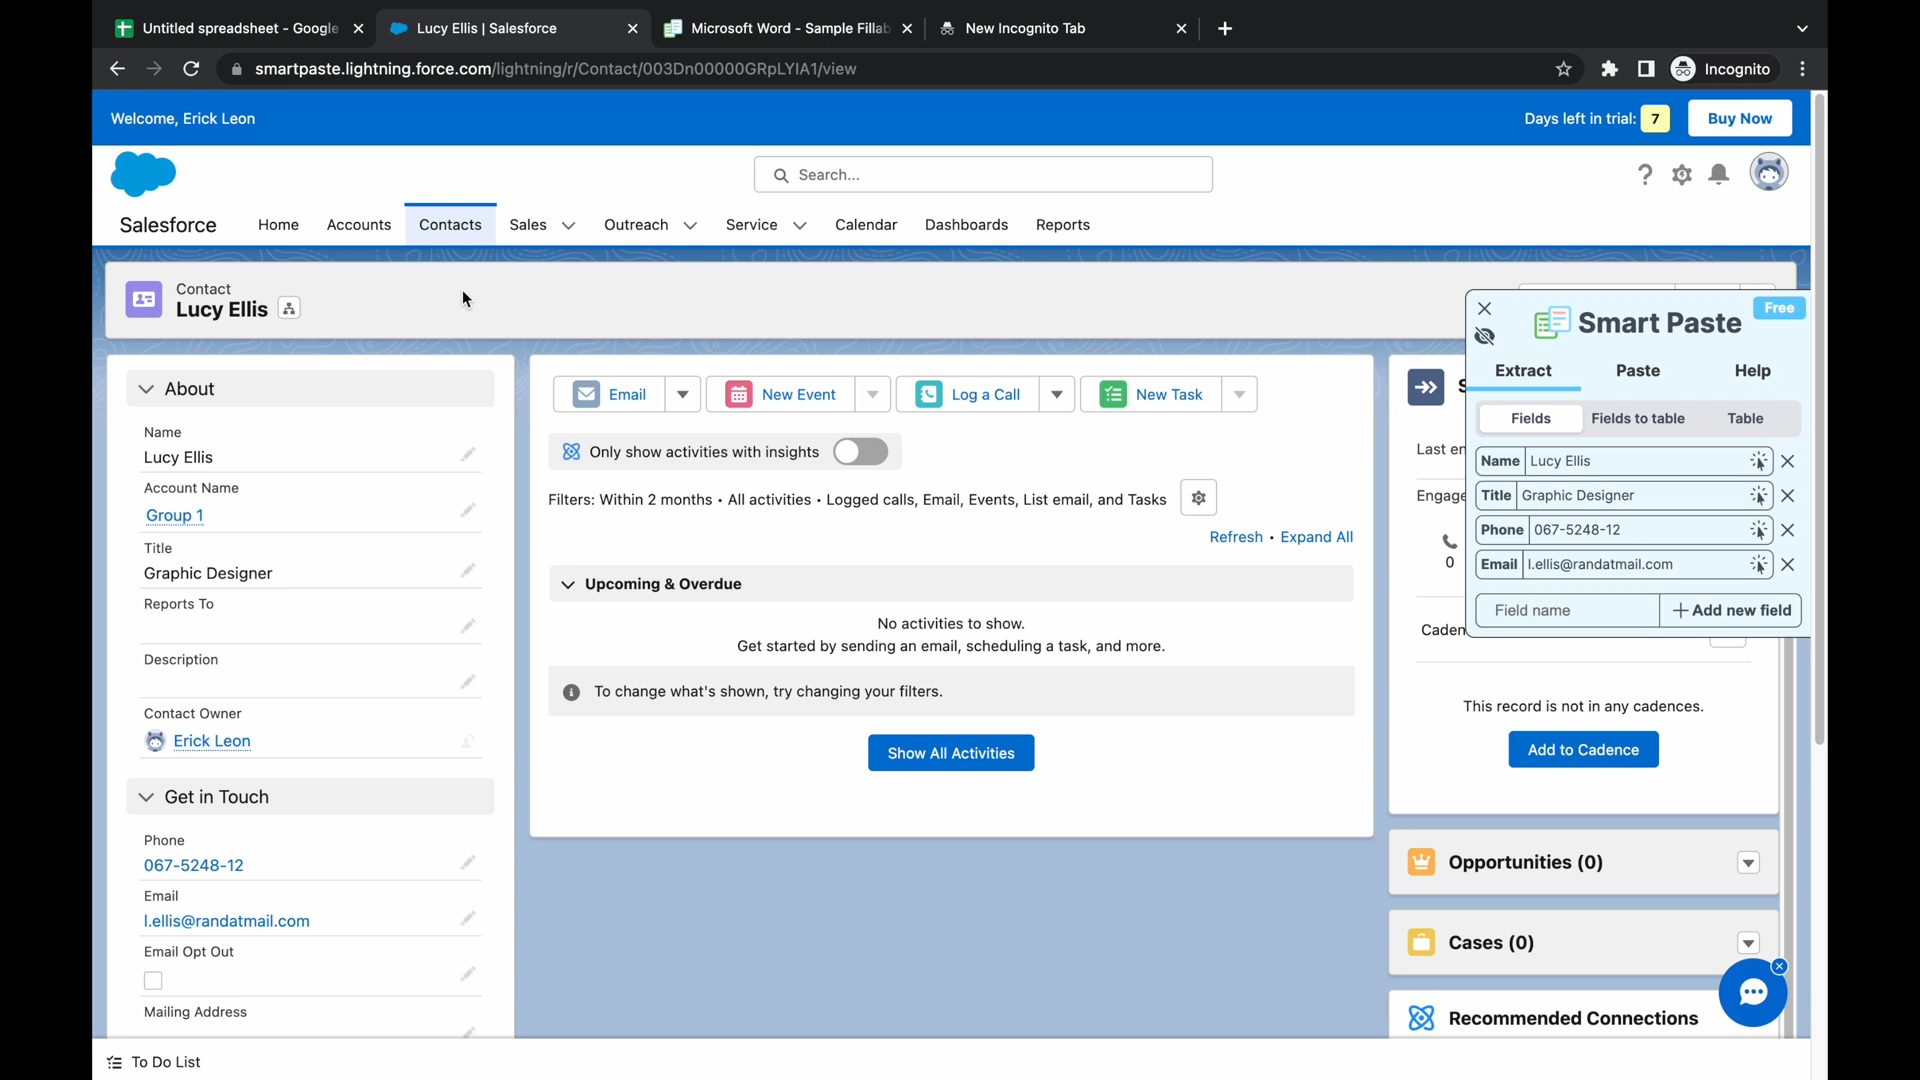 Untitled spreadsheet - Google
Lucy Ellis | Salesforce
Microsoft Word - Sample Fillab
New Incognito Tab
smartpaste.lightning.force.com/lightning/r/Contact/003Dn00000GRpLYIA1/view
Incognito
Welcome, Erick Leon
Days left in trial: 7
Buy Now
Search...
Salesforce
Home
Accounts
Contacts
Sales
Outreach
Service
Calendar
Dashboards
Reports
Contact
Lucy Ellis
About
Name
Lucy Ellis
Account Name
Group 1
Title
Graphic Designer
Reports To
Description
Contact Owner
Erick Leon
Get in Touch
Phone
067-5248-12
Email
l.ellis@randatmail.com
Email Opt Out
Mailing Address
Email
New Event
Log a Call
New Task
Only show activities with insights
Filters: Within 2 months • All activities • Logged calls, Email, Events, List email, and Tasks
Refresh • Expand All
Upcoming & Overdue
No activities to show.
Get started by sending an email, scheduling a task, and more.
To change what's shown, try changing your filters.
Show All Activities
Last en
Engage
0
Caden
This record is not in any cadences.
Add to Cadence
Opportunities (0)
Cases (0)
Recommended Connections
Free
Smart Paste
Extract
Paste
Help
Fields
Fields to table
Table
Name Lucy Ellis
Title Graphic Designer
Phone 067-5248-12
Email l.ellis@randatmail.com
Field name
Add new field
To Do List